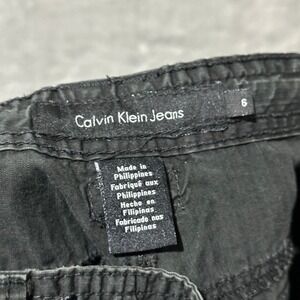 Calvin Klein Jeans
6
Made in
Philippines
Fabriqué aux
Philippines
Hecho en
Filipinas
Fabricado nas
Filipinas